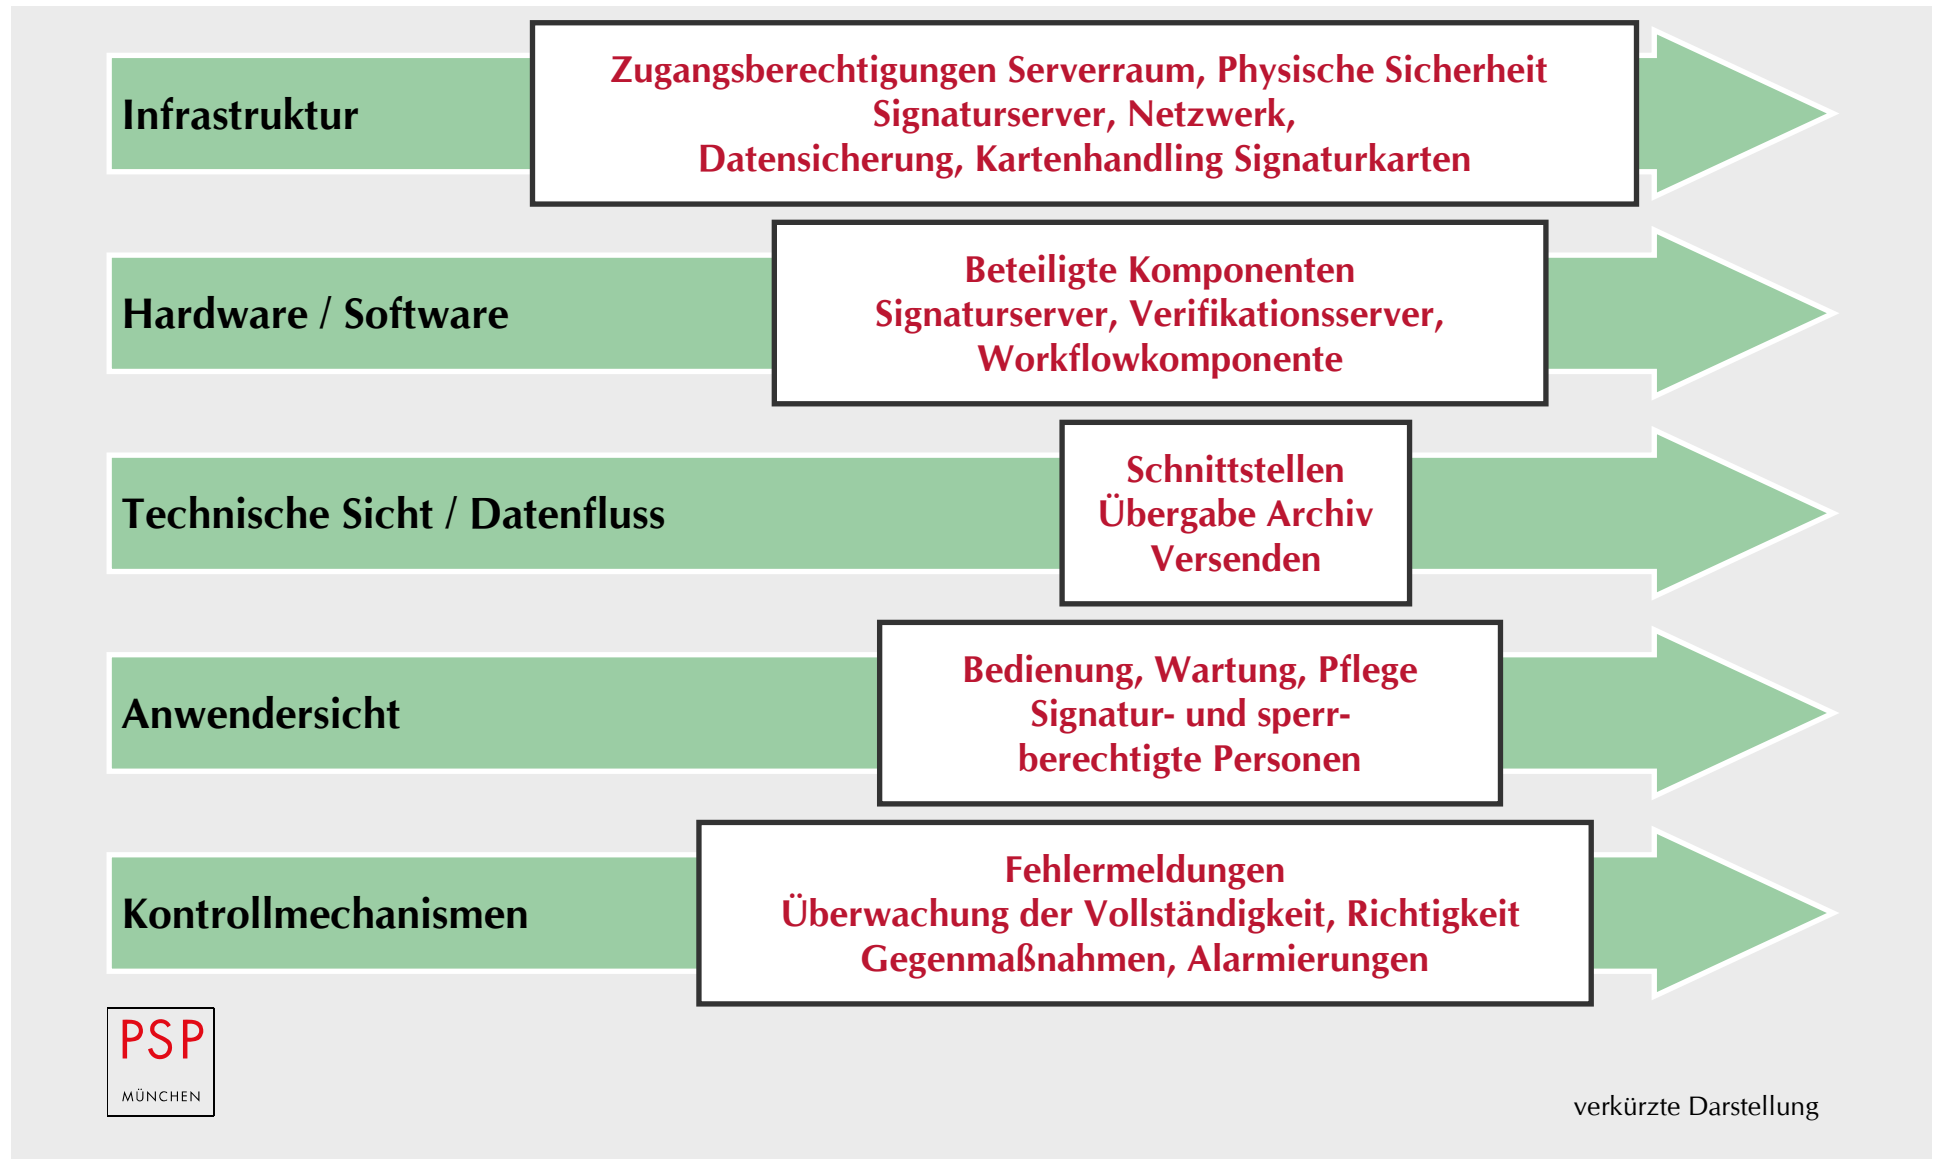 Infrastruktur
Zugangsberechtigungen Serverraum, Physische Sicherheit
Signaturserver, Netzwerk,
Datensicherung, Kartenhandling Signaturkarten
Hardware / Software
Beteiligte Komponenten
Signaturserver, Verifikationsserver,
Workflowkomponente
Technische Sicht / Datenfluss
Schnittstellen
Übergabe Archiv
Versenden
Anwendersicht
Bedienung, Wartung, Pflege
Signatur- und sperr-
berechtigte Personen
Kontrollmechanismen
Fehlermeldungen
Überwachung der Vollständigkeit, Richtigkeit
Gegenmaßnahmen, Alarmierungen
PSP
MÜNCHEN
verkürzte Darstellung